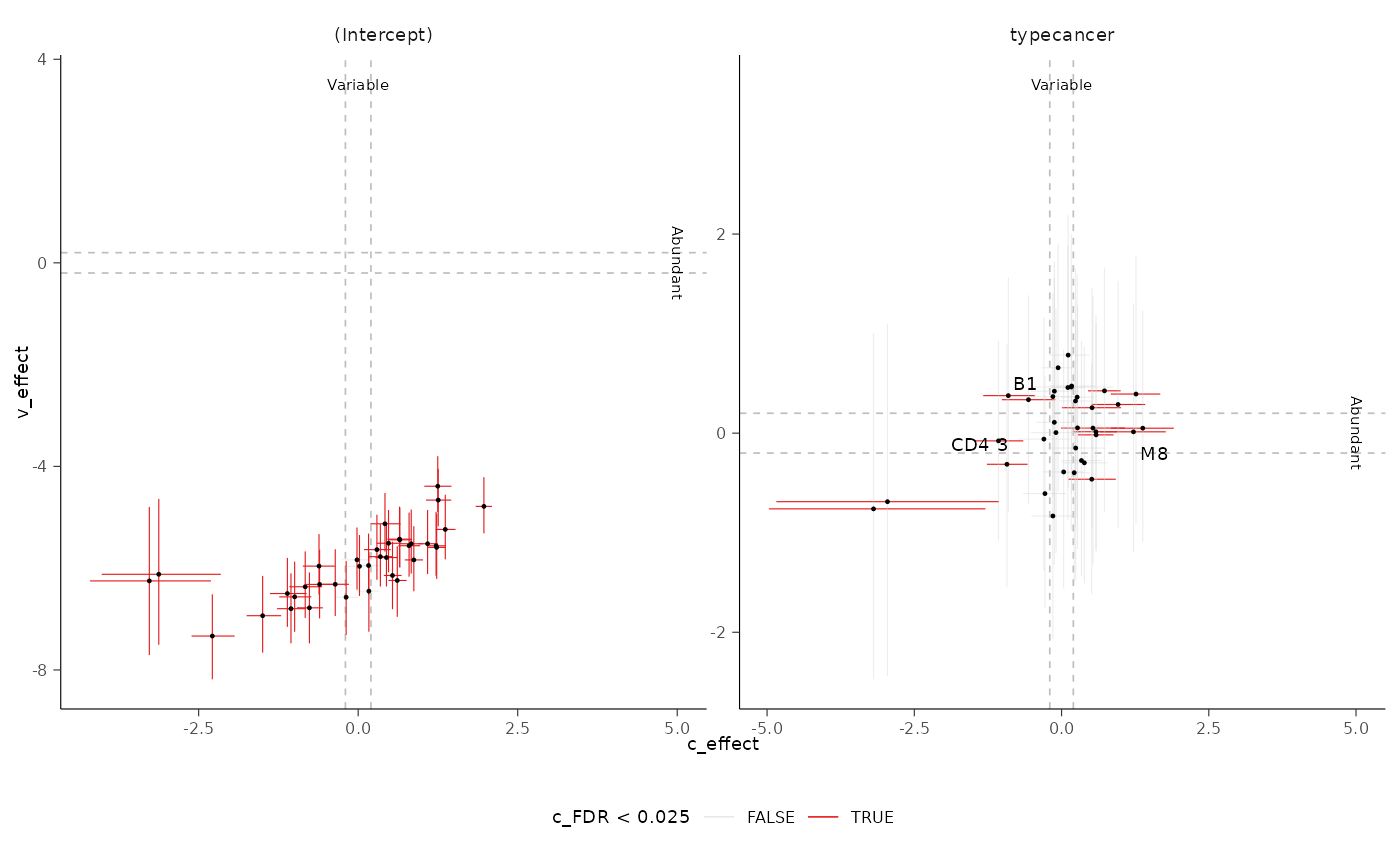 (Intercept)
typecancer
4
0
-4
-8
v_effect
Variable
Abundant
-2.5
0.0
2.5
5.0
2
0
-2
Variable
Abundant
B1
CD4 3
M8
-5.0
-2.5
0.0
2.5
5.0
c_effect
c_FDR < 0.025
FALSE
TRUE